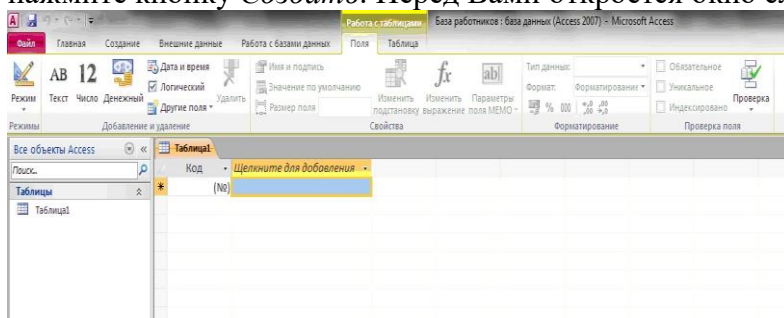 нажмите кнопку Создать. Перед Вами откроется окно
Работа с таблицами База работников : база данных (Access 2007) - Microsoft Access
Файл Главная Создание Внешние данные Работа с базами данных Поля Таблица
Режим
AB Текст
12 Число
Денежный
Дата и время
Логический
Другие поля
Удалить
Имя и подпись
Значение по умолчанию
Размер поля
Изменить подстановку
fx Изменить выражение
ab Параметры поля MEMO
Тип данных:
Формат: Форматирование
% 000
Обязательное
Уникальное
Индексировано
Проверка
Режимы Добавление и удаление Свойства Форматирование Проверка поля
Все объекты Access
Поиск...
Таблицы
Таблица1
Таблица1
Код Щелкните для добавления
* (№)